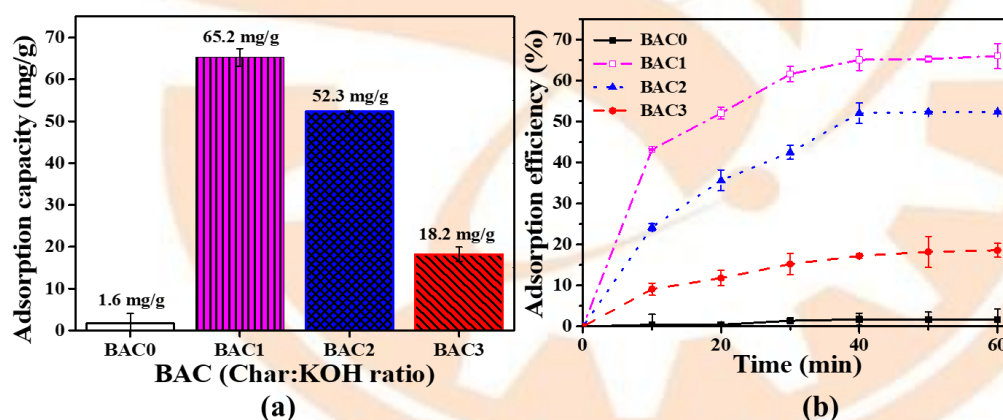 Adsorption capacity (mg/g)
70
60
50
40
30
20
10
0
1.6 mg/g
65.2 mg/g
52.3 mg/g
18.2 mg/g
BAC0 BAC1 BAC2 BAC3
BAC (Char:KOH ratio)
(a)
Adsorption efficiency (%)
70
60
50
40
30
20
10
0
BAC0
BAC1
BAC2
BAC3
0 20 40 60
Time (min)
(b)